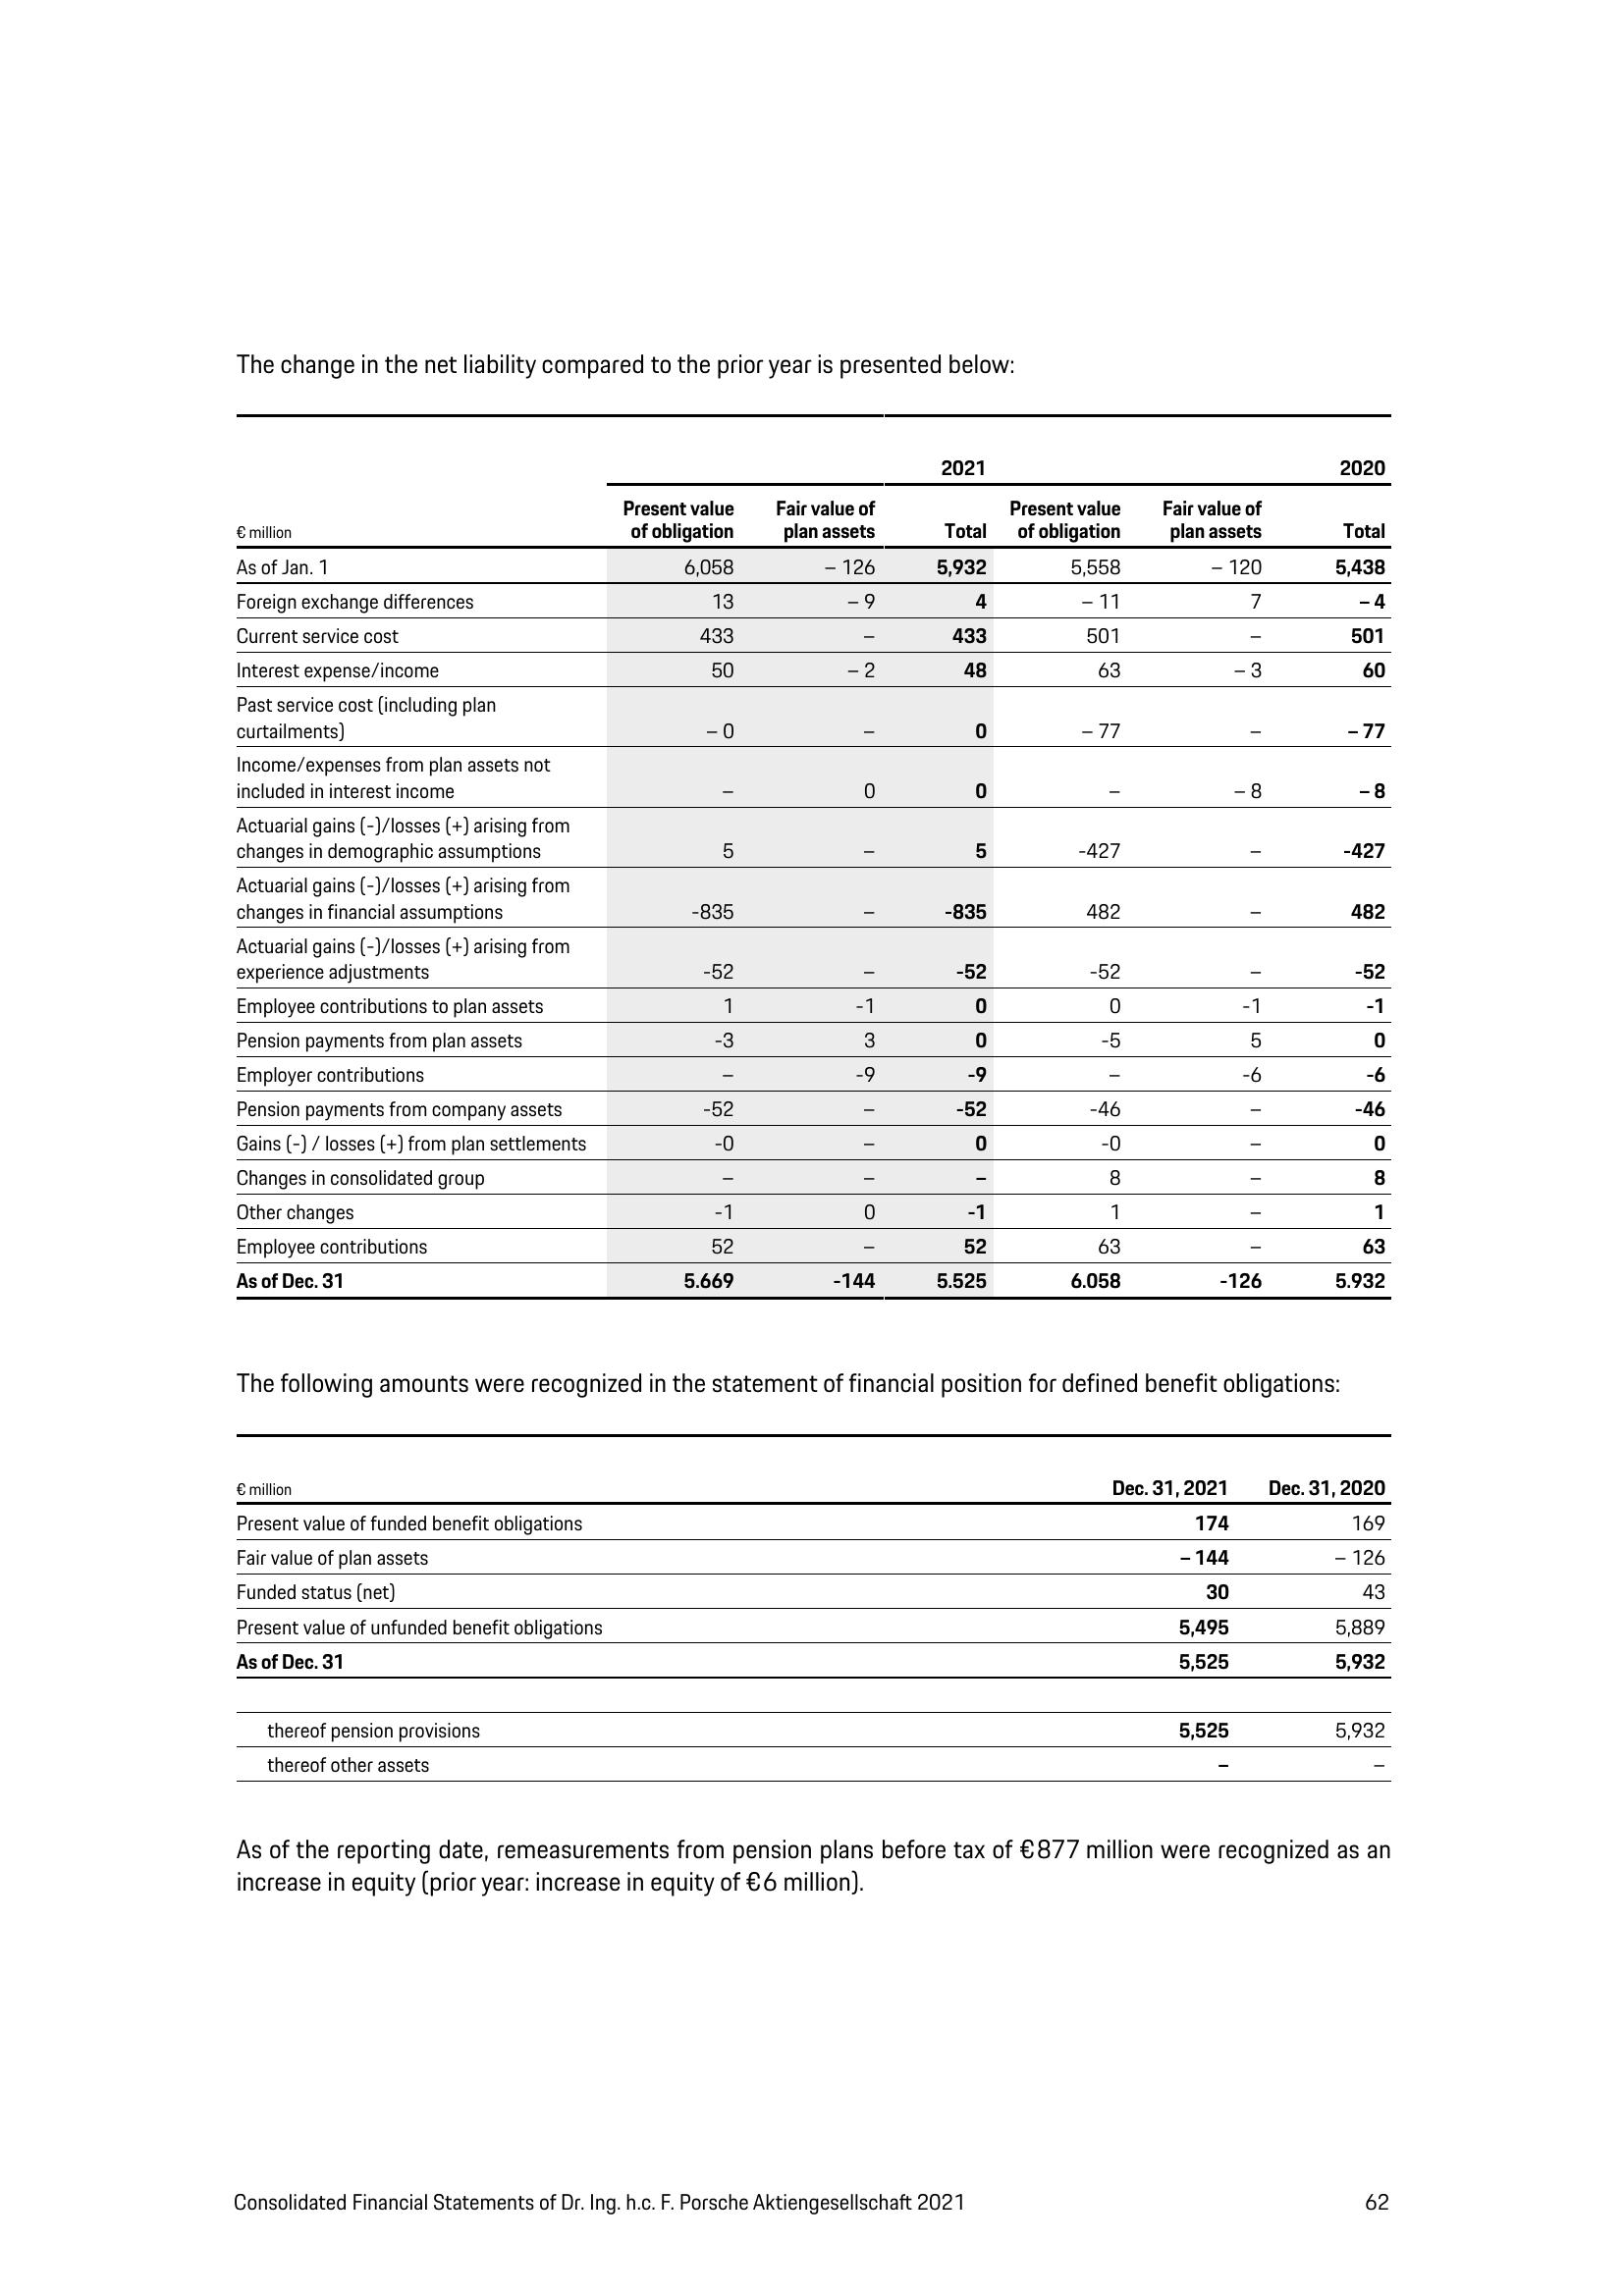 The change in the net liability compared to the prior year is presented below:
2021 2020
€ million Present value of obligation Fair value of plan assets Total Present value of obligation Fair value of plan assets Total
As of Jan. 1 6,058 – 126 5,932 5,558 – 120 5,438
Foreign exchange differences 13 – 9 4 – 11 7 – 4
Current service cost 433 – 433 501 – 501
Interest expense/income 50 – 2 48 63 – 3 60
Past service cost (including plan
curtailments) – 0 – 0 – 77 – – 77
Income/expenses from plan assets not
included in interest income – 0 0 – – 8 – 8
Actuarial gains (-)/losses (+) arising from
changes in demographic assumptions 5 – 5 -427 – -427
Actuarial gains (-)/losses (+) arising from
changes in financial assumptions -835 – -835 482 – 482
Actuarial gains (-)/losses (+) arising from
experience adjustments -52 – -52 -52 – -52
Employee contributions to plan assets 1 -1 0 0 -1 -1
Pension payments from plan assets -3 3 0 -5 5 0
Employer contributions – -9 -9 – -6 -6
Pension payments from company assets -52 – -52 -46 – -46
Gains (-) / losses (+) from plan settlements -0 – 0 -0 – 0
Changes in consolidated group – – – 8 – 8
Other changes -1 0 -1 1 – 1
Employee contributions 52 – 52 63 – 63
As of Dec. 31 5.669 -144 5.525 6.058 -126 5.932
The following amounts were recognized in the statement of financial position for defined benefit obligations:
€ million Dec. 31, 2021 Dec. 31, 2020
Present value of funded benefit obligations 174 169
Fair value of plan assets – 144 – 126
Funded status (net) 30 43
Present value of unfunded benefit obligations 5,495 5,889
As of Dec. 31 5,525 5,932
thereof pension provisions 5,525 5,932
thereof other assets – –
As of the reporting date, remeasurements from pension plans before tax of €877 million were recognized as an
increase in equity (prior year: increase in equity of €6 million).
Consolidated Financial Statements of Dr. Ing. h.c. F. Porsche Aktiengesellschaft 2021 62